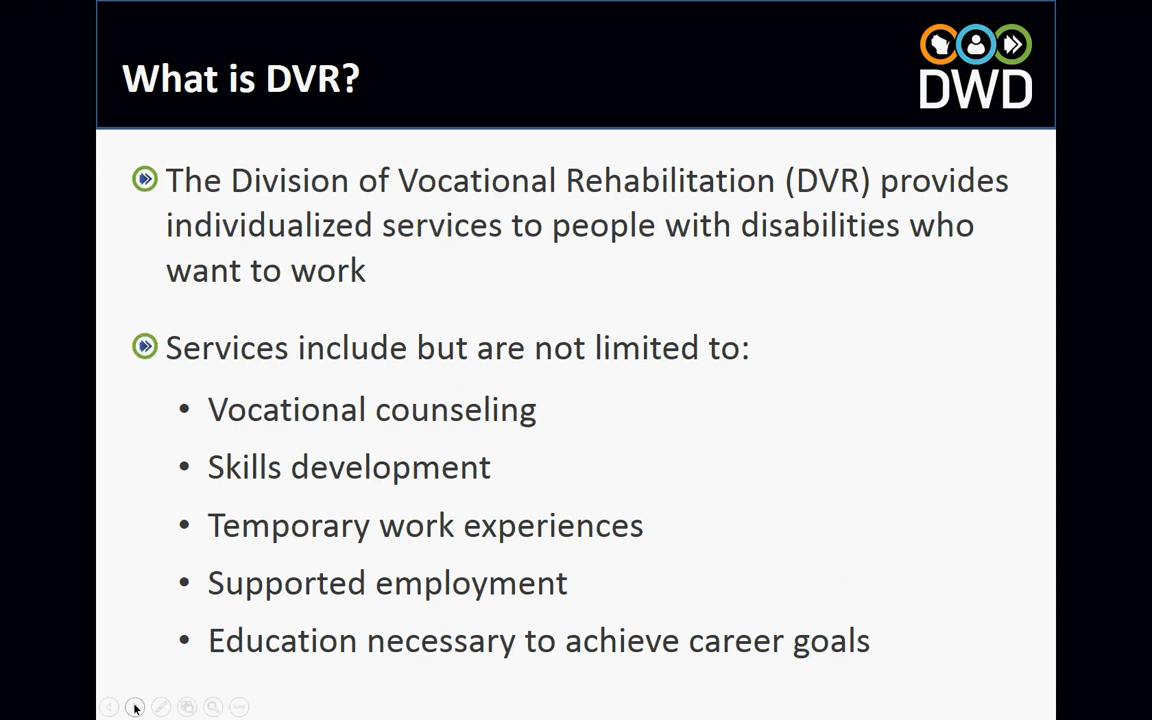 What is DVR?
DWD
The Division of Vocational Rehabilitation (DVR) provides
individualized services to people with disabilities who
want to work
Services include but are not limited to:
• Vocational counseling
• Skills development
• Temporary work experiences
• Supported employment
• Education necessary to achieve career goals